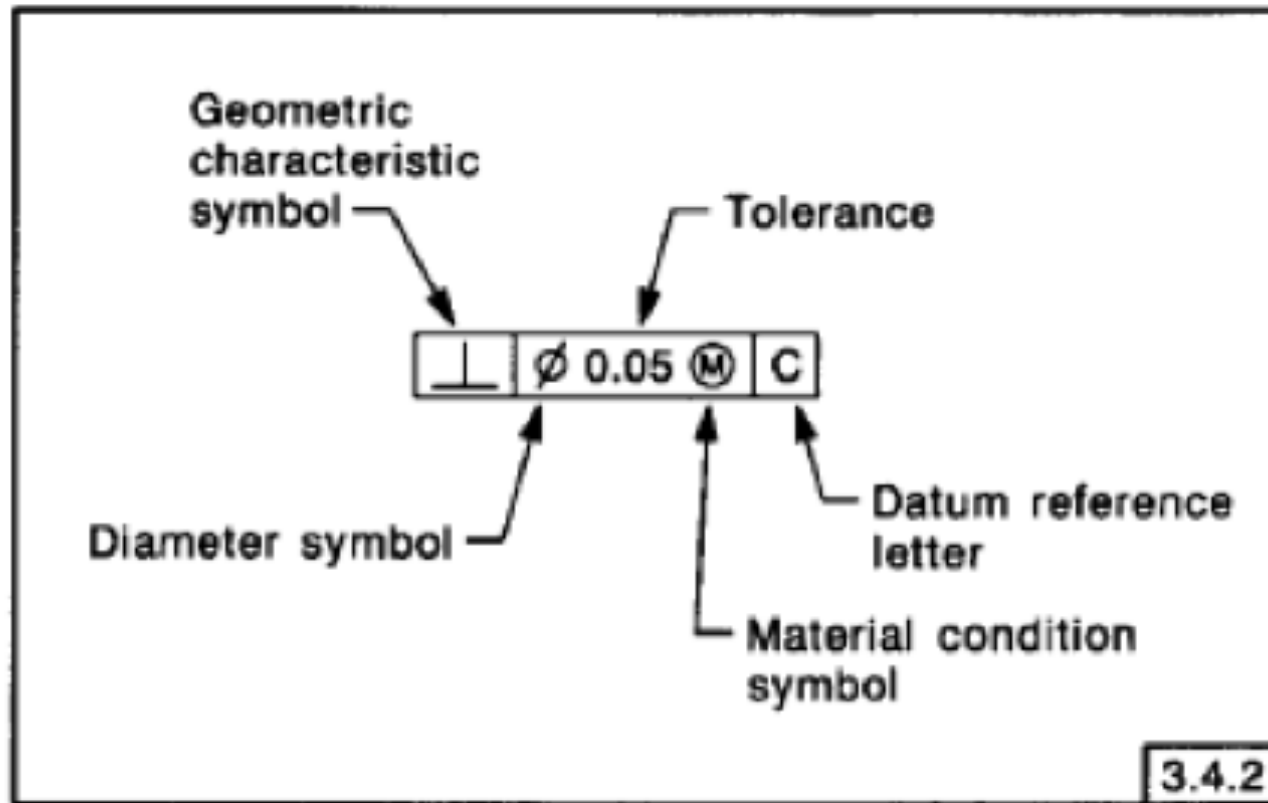 Geometric
characteristic
symbol
Tolerance
⊥ ⌀ 0.05 Ⓜ C
Diameter symbol
Datum reference
letter
Material condition
symbol
3.4.2